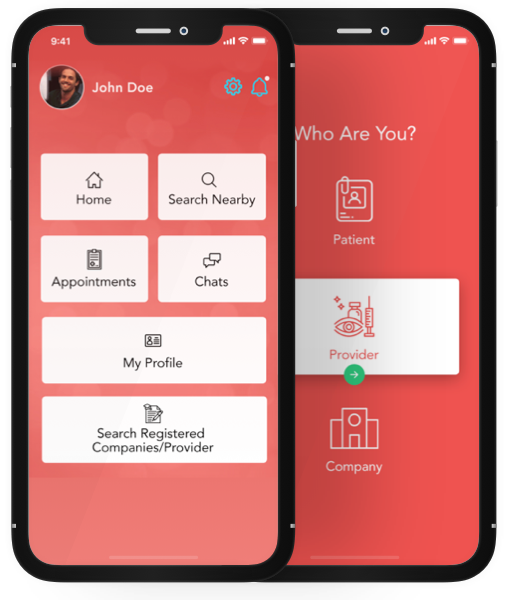 9:41
John Doe
Home
Search Nearby
Appointments
Chats
My Profile
Search Registered
Companies/Provider
Who Are You?
Patient
Provider
Company